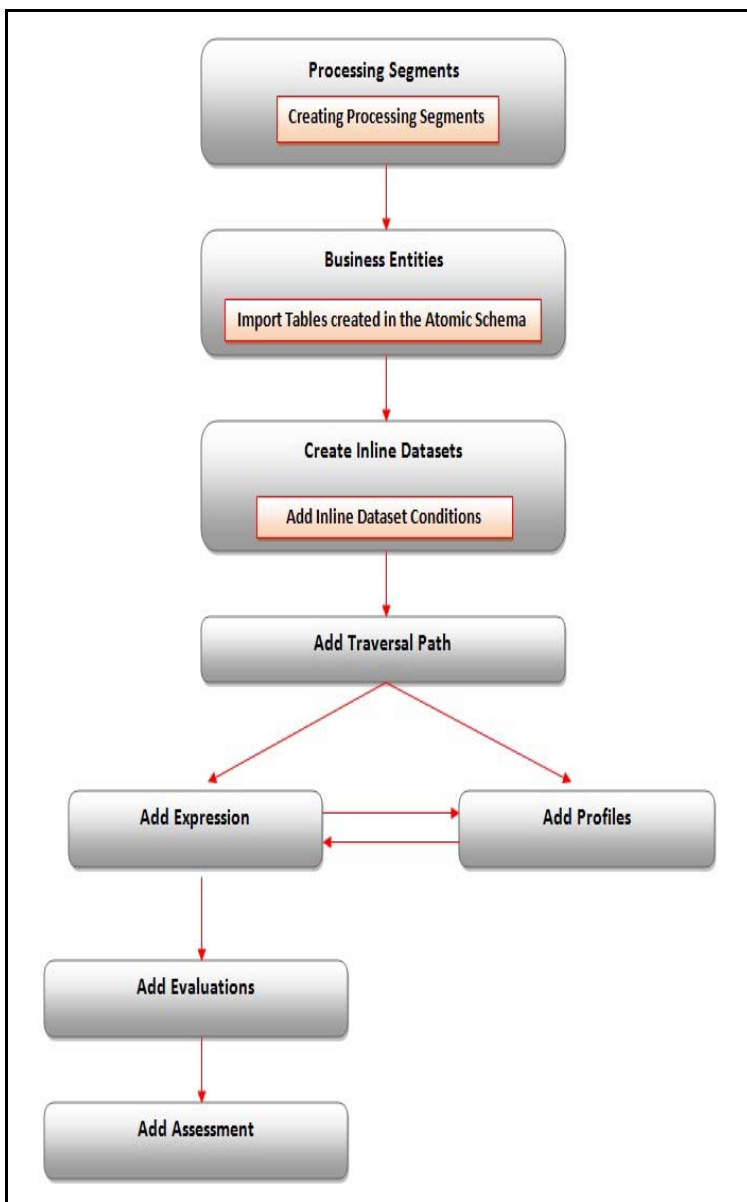 Processing Segments
Creating Processing Segments
Business Entities
Import Tables created in the Atomic Schema
Create Inline Datasets
Add Inline Dataset Conditions
Add Traversal Path
Add Expression
Add Profiles
Add Evaluations
Add Assessment